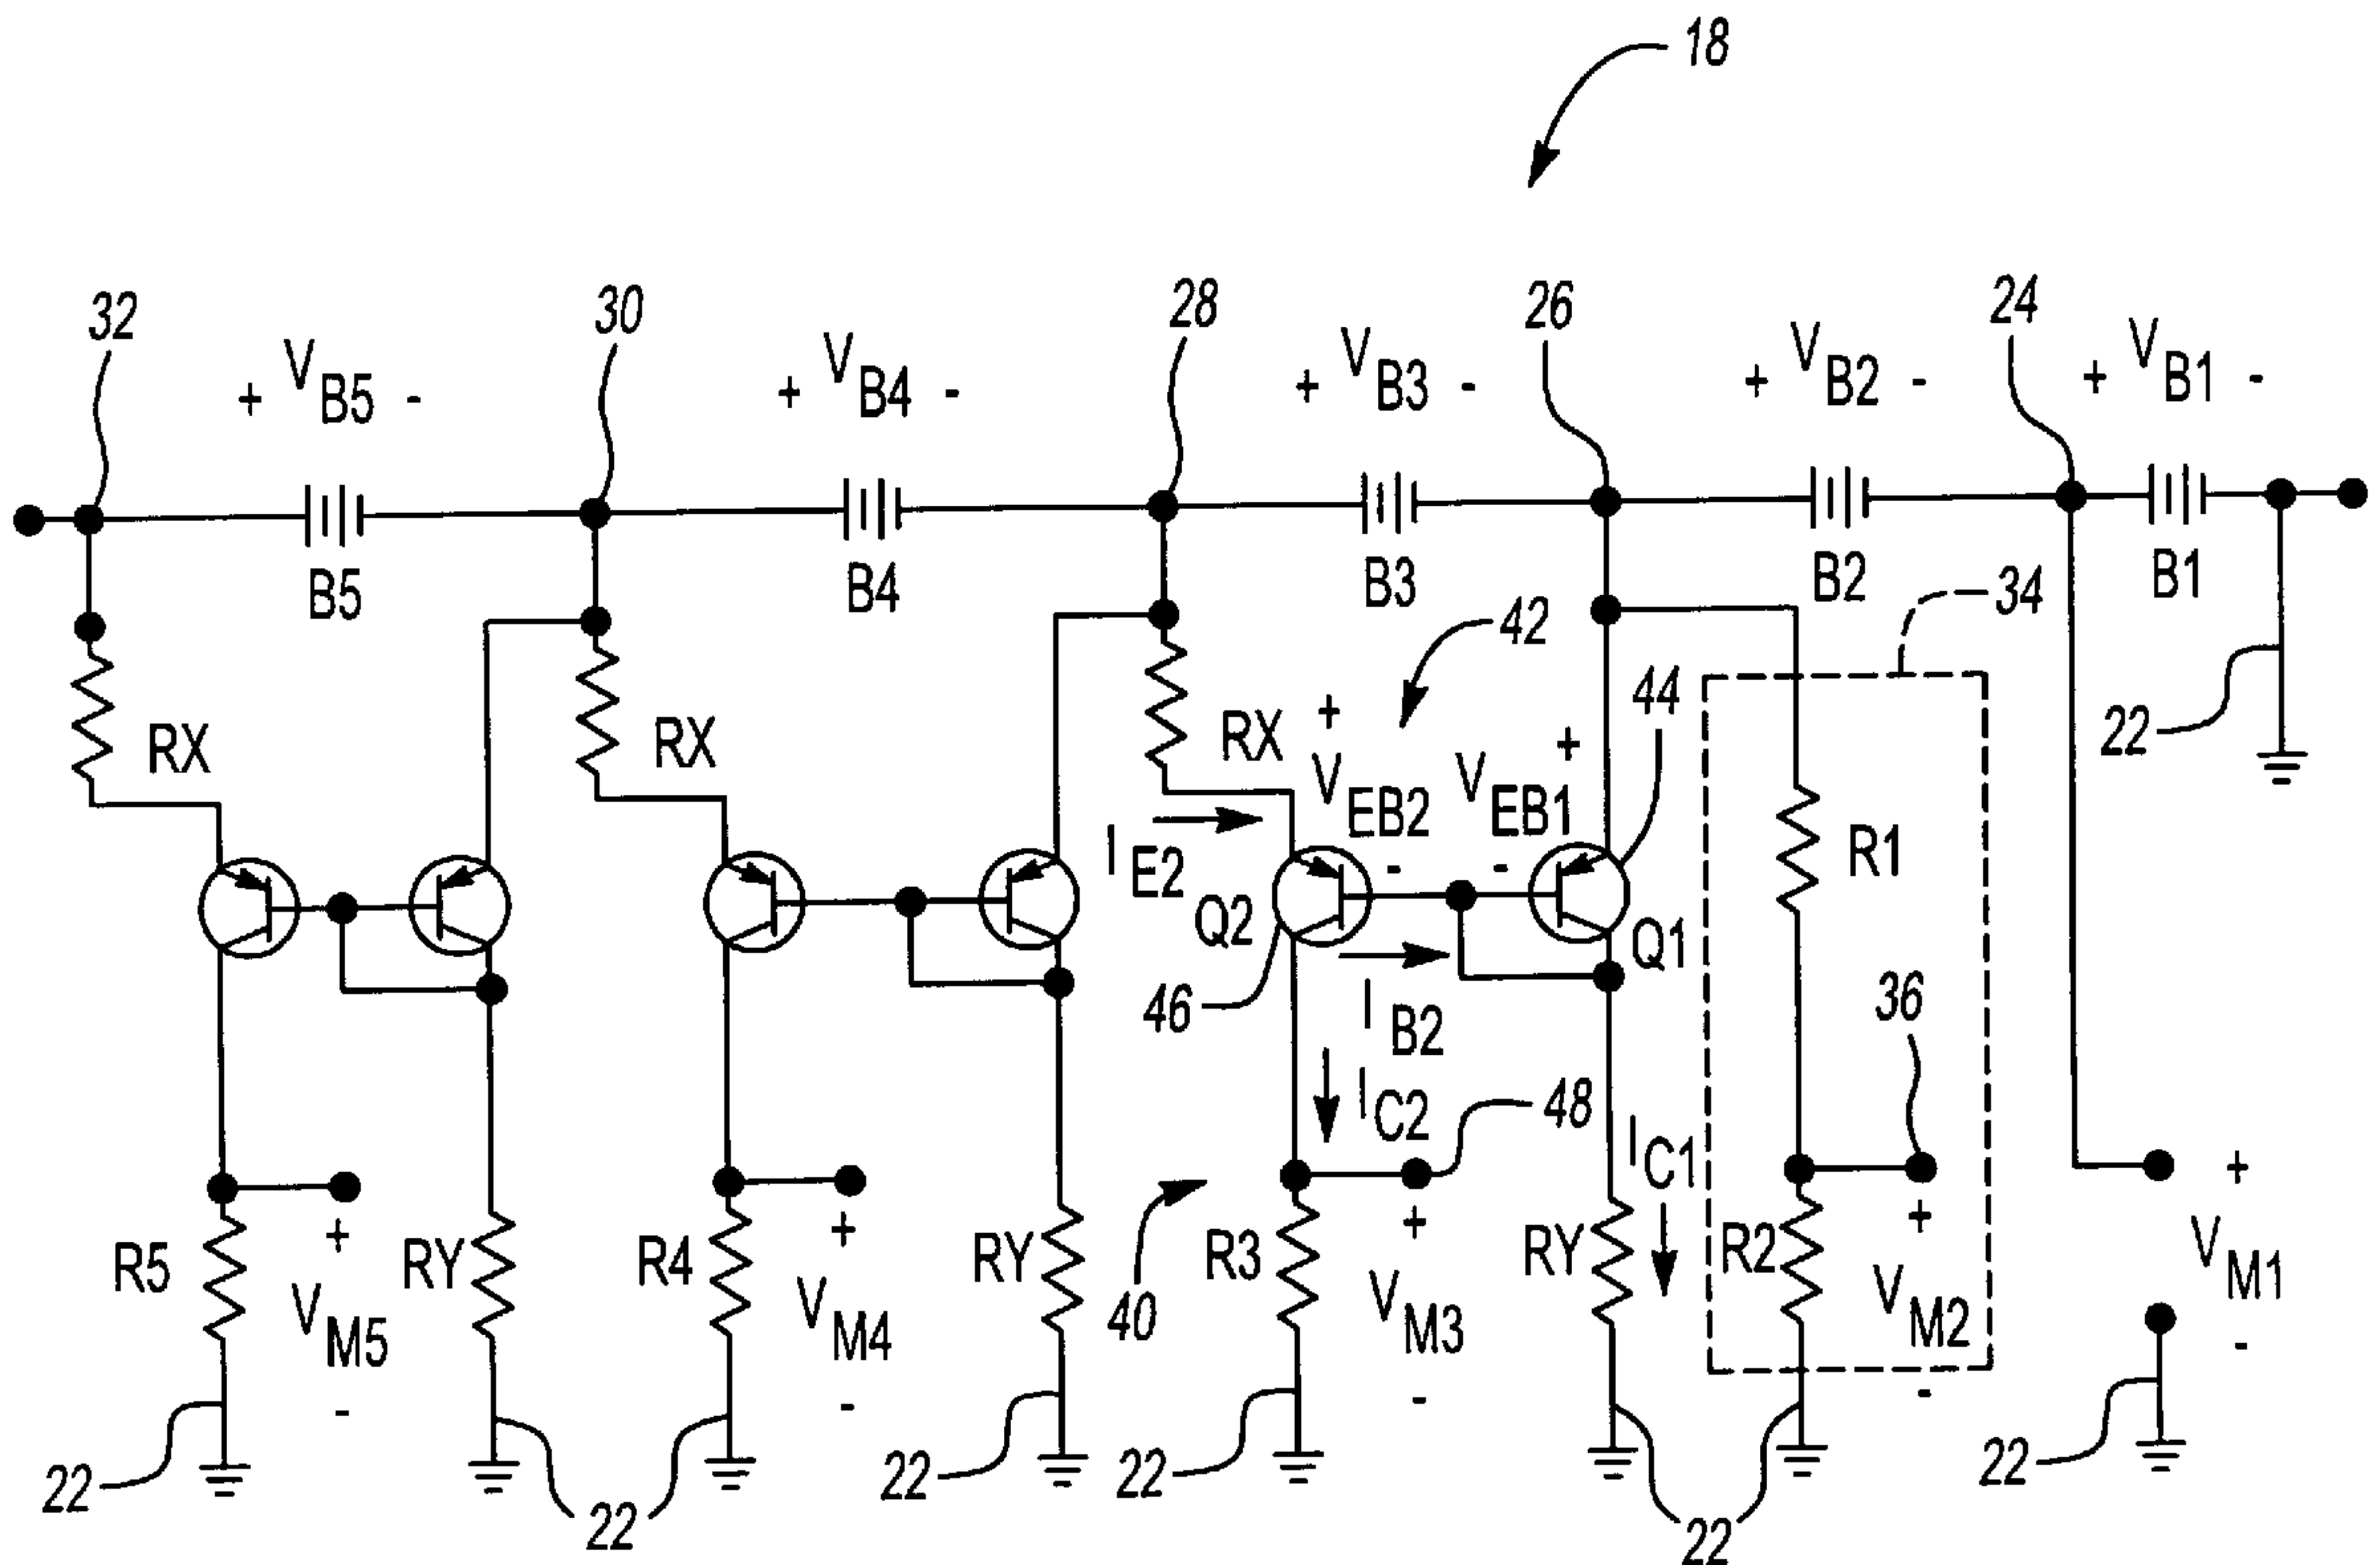 18
32
30
28
26
24
+ VB5 -
+ VB4 -
+ VB3 -
+ VB2 -
+ VB1 -
B5
B4
B3
B2
B1
34
42
44
22
RX
RX
RX
+
VEB2
-
+
VEB1
-
R1
IE2
Q2
Q1
46
IB2
36
IC2
48
IC1
40
R5
+
VM5
-
RY
R4
+
VM4
-
RY
R3
+
VM3
-
RY
R2
+
VM2
-
+
VM1
-
22
22
22
22
22
22